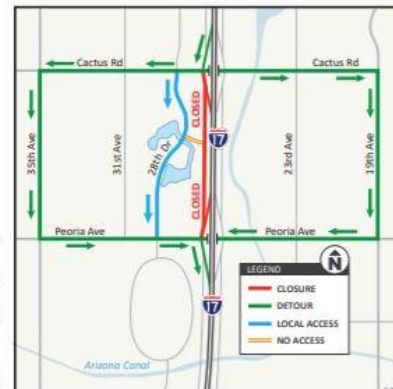 Cactus Rd
Cactus Rd
35th Ave
31st Ave
28th Dr
CLOSED
CLOSED
17
23rd Ave
19th Ave
Peoria Ave
Peoria Ave
17
Arizona Canal
N
LEGEND
CLOSURE
DETOUR
LOCAL ACCESS
NO ACCESS